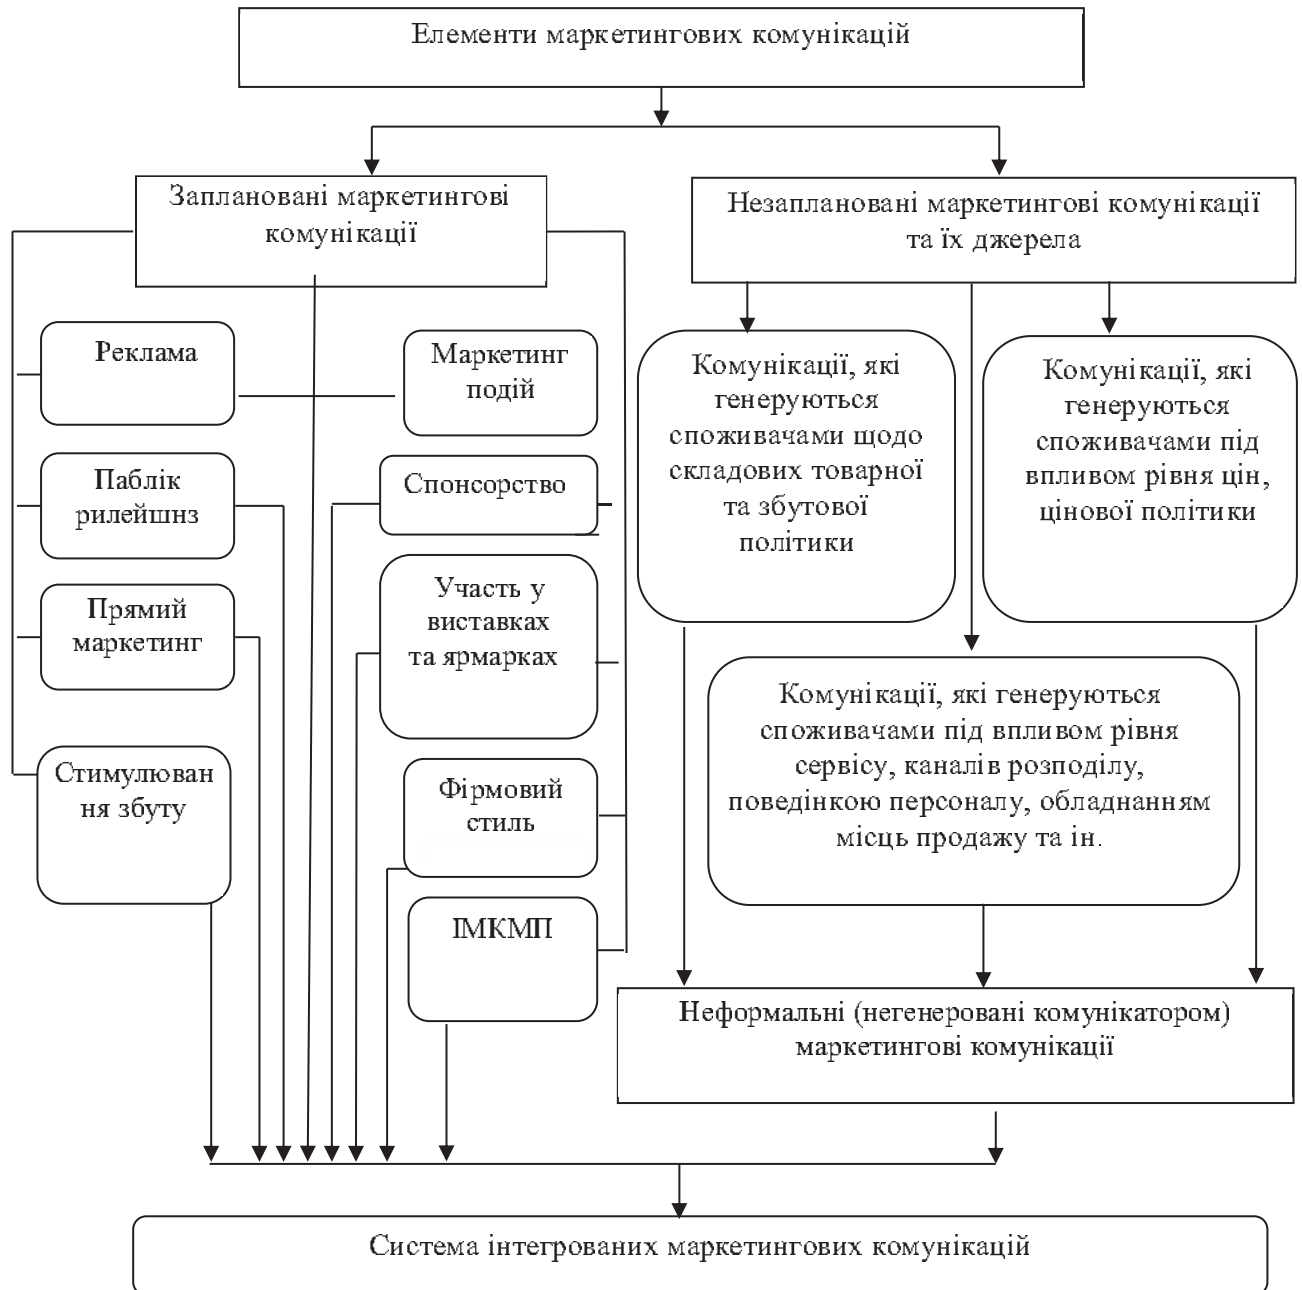 Елементи маркетингових комунікацій
Заплановані маркетингові
комунікації
Незаплановані маркетингові комунікації
та їх джерела
Реклама
Паблік
рилейшнз
Прямий
маркетинг
Стимулюван
ня збуту
Маркетинг
подій
Спонсорство
Участь у
виставках
та ярмарках
Фірмовий
стиль
ІМКМП
Комунікації, які
генеруються
споживачами щодо
складових товарної
та збутової
політики
Комунікації, які
генеруються
споживачами під
впливом рівня цін,
цінової політики
Комунікації, які генеруються
споживачами під впливом рівня
сервісу, каналів розподілу,
поведінкою персоналу, обладнанням
місць продажу та ін.
Неформальні (негенеровані комунікатором)
маркетингові комунікації
Система інтегрованих маркетингових комунікацій